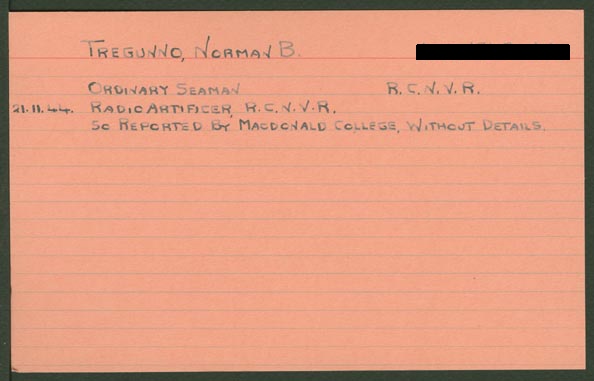 TREGUNNO, NORMAN B.
ORDINARY SEAMAN R.C.N.V.R.
21.11.44. RADIO ARTIFICER, R.C.N.V.R.
SO REPORTED BY MACDONALD COLLEGE, WITHOUT DETAILS.